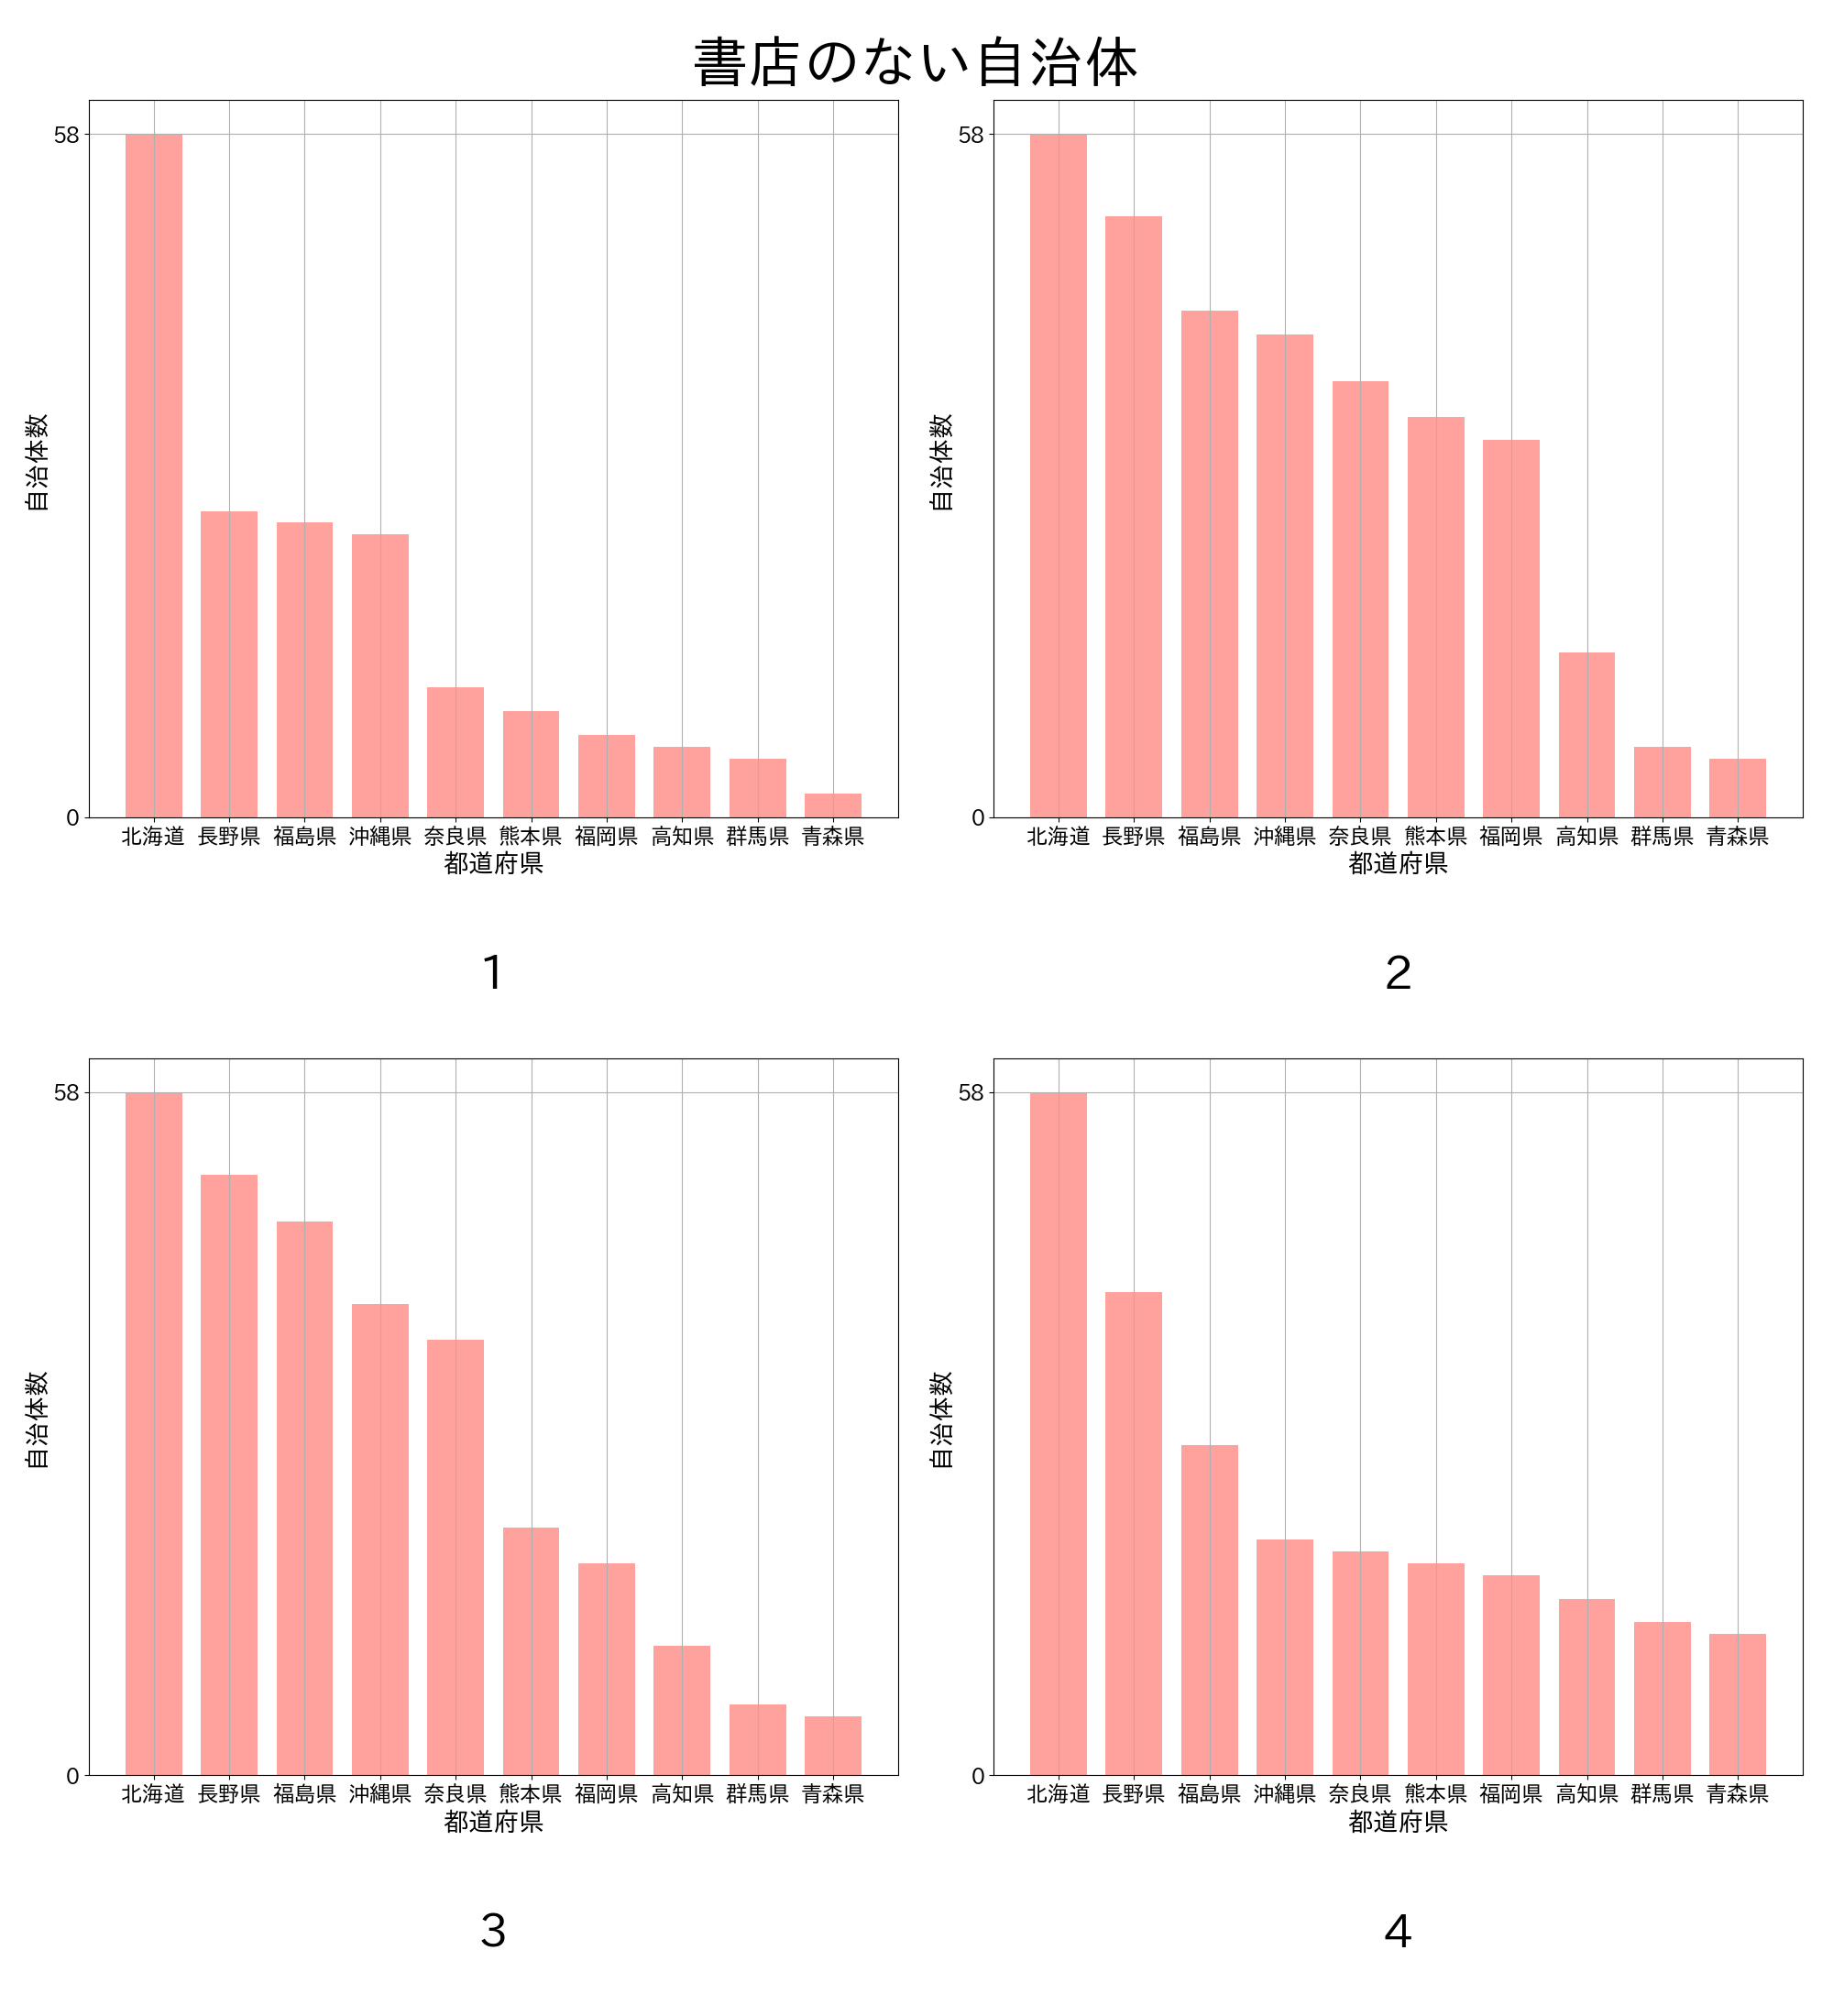 書店のない自治体
58
0
自治体数
北海道 長野県 福島県 沖縄県 奈良県 熊本県 福岡県 高知県 群馬県 青森県
都道府県
1
58
0
自治体数
北海道 長野県 福島県 沖縄県 奈良県 熊本県 福岡県 高知県 群馬県 青森県
都道府県
2
58
0
自治体数
北海道 長野県 福島県 沖縄県 奈良県 熊本県 福岡県 高知県 群馬県 青森県
都道府県
3
58
0
自治体数
北海道 長野県 福島県 沖縄県 奈良県 熊本県 福岡県 高知県 群馬県 青森県
都道府県
4